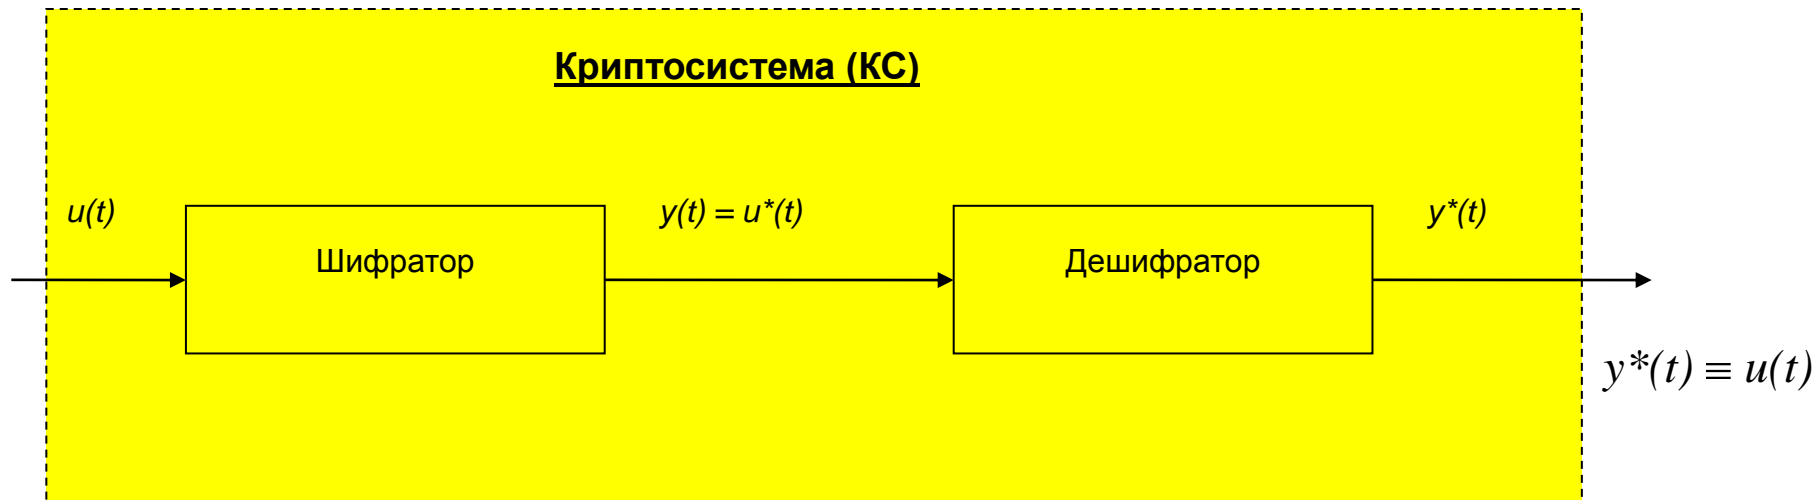 Криптосистема (КС)
u(t)
y(t) = u*(t)
y*(t)
Шифратор
Дешифратор
y*(t) ≡ u(t)